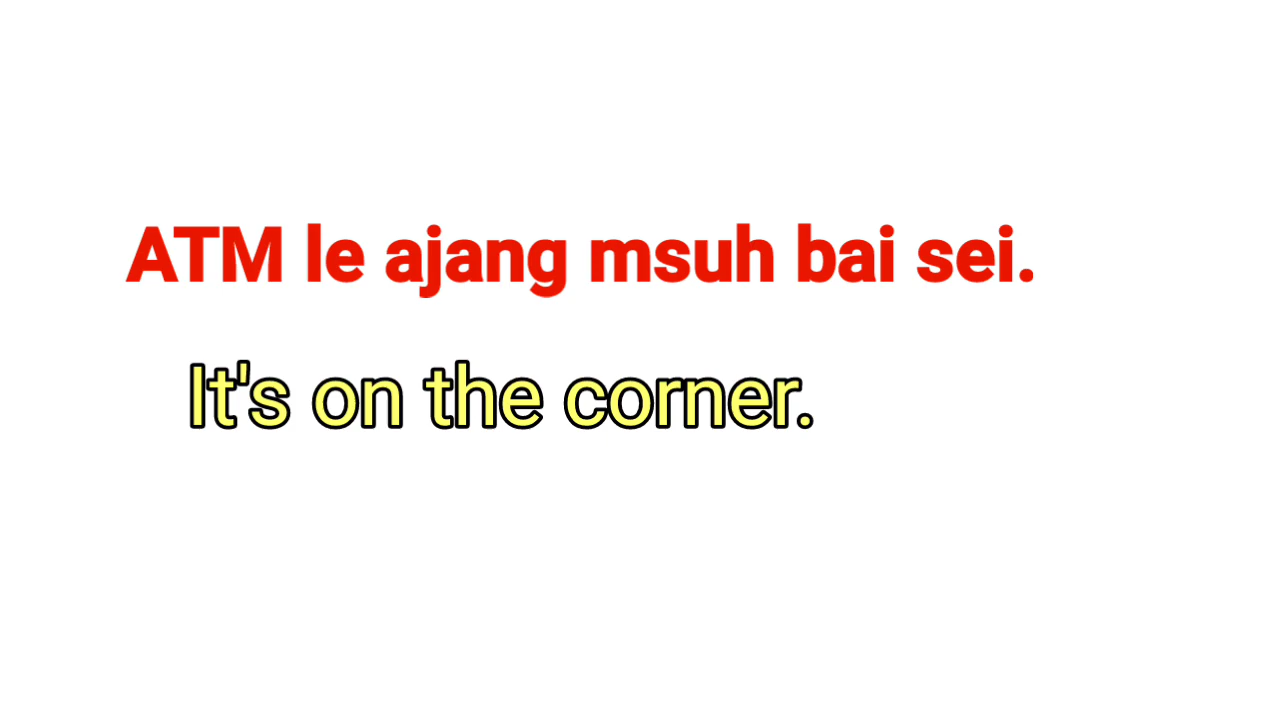 ATM le ajang msuh bai sei.
It's on the corner.